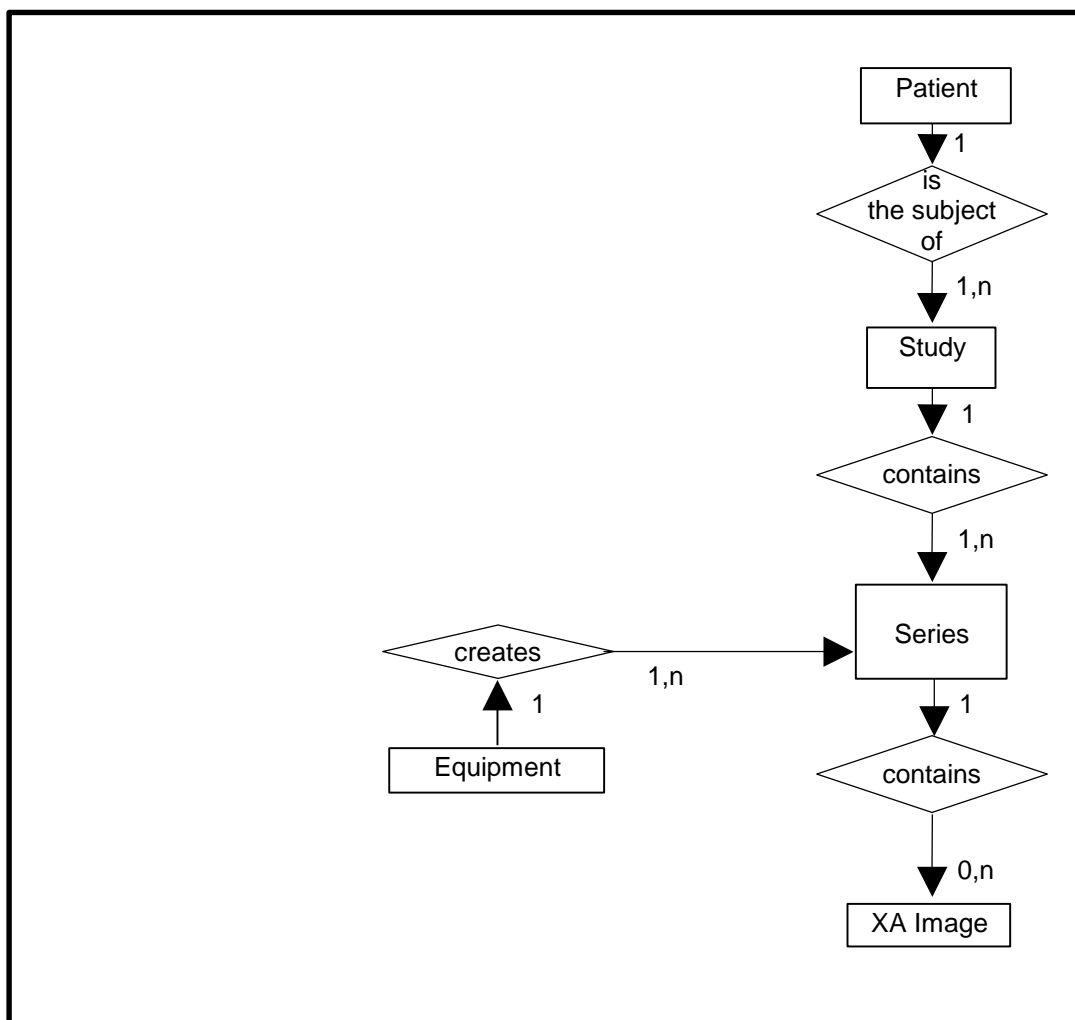 Patient
1
is
the subject
of
1,n
Study
1
contains
1,n
Series
creates
1,n
1
1
Equipment
contains
0,n
XA Image